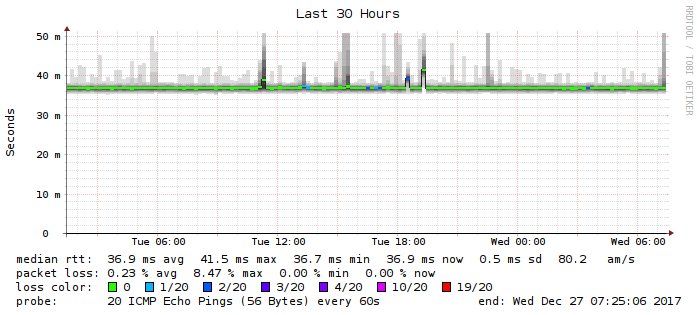 Last 30 Hours
RRDTOOL / TOBI OETIKER
Seconds
50 m
40 m
30 m
20 m
10 m
0
Tue 06:00 Tue 12:00 Tue 18:00 Wed 00:00 Wed 06:00
median rtt: 36.9 ms avg 41.5 ms max 36.7 ms min 36.9 ms now 0.5 ms sd 80.2 am/s
packet loss: 0.23 % avg 8.47 % max 0.00 % min 0.00 % now
loss color: 0 1/20 2/20 3/20 4/20 10/20 19/20
probe: 20 ICMP Echo Pings (56 Bytes) every 60s end: Wed Dec 27 07:25:06 2017